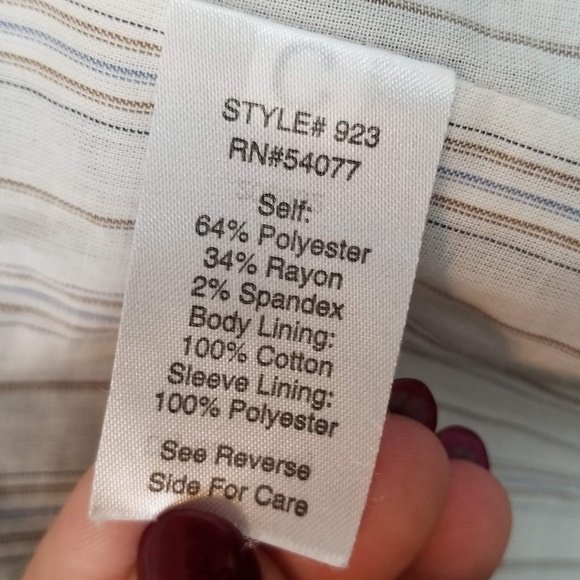 STYLE# 923
RN#54077
Self:
64% Polyester
34% Rayon
2% Spandex
Body Lining:
100% Cotton
Sleeve Lining:
100% Polyester
See Reverse
Side For Care